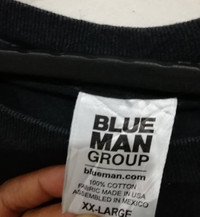 BLUE
MAN
GROUP
blueman.com
100% COTTON
FABRIC MADE IN USA
ASSEMBLED IN MEXICO
XX-LARGE